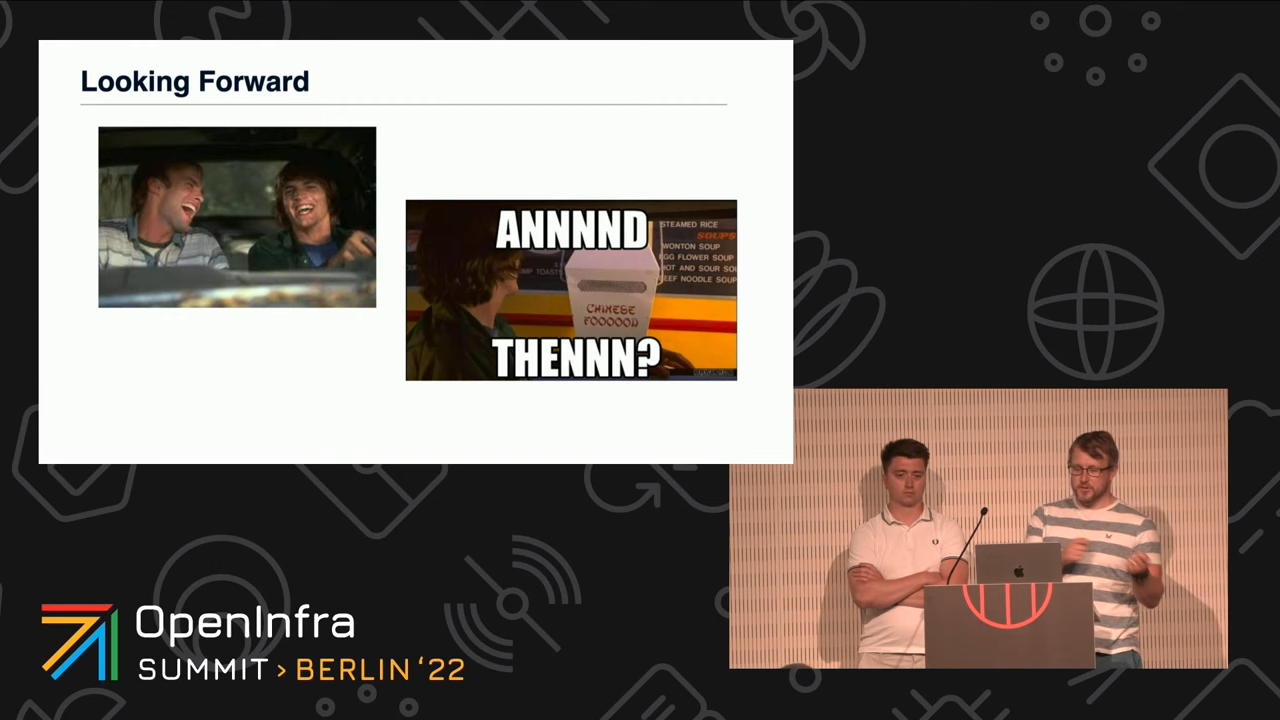 Looking Forward
ANNNND
THENNN?
STEAMED RICE
SOUPS
WONTON SOUP
EGG FLOWER SOUP
HOT AND SOUR SOU
BEEF NOODLE SOUP
CHINESE
FOOOOOD
OpenInfra
SUMMIT > BERLIN ‘22